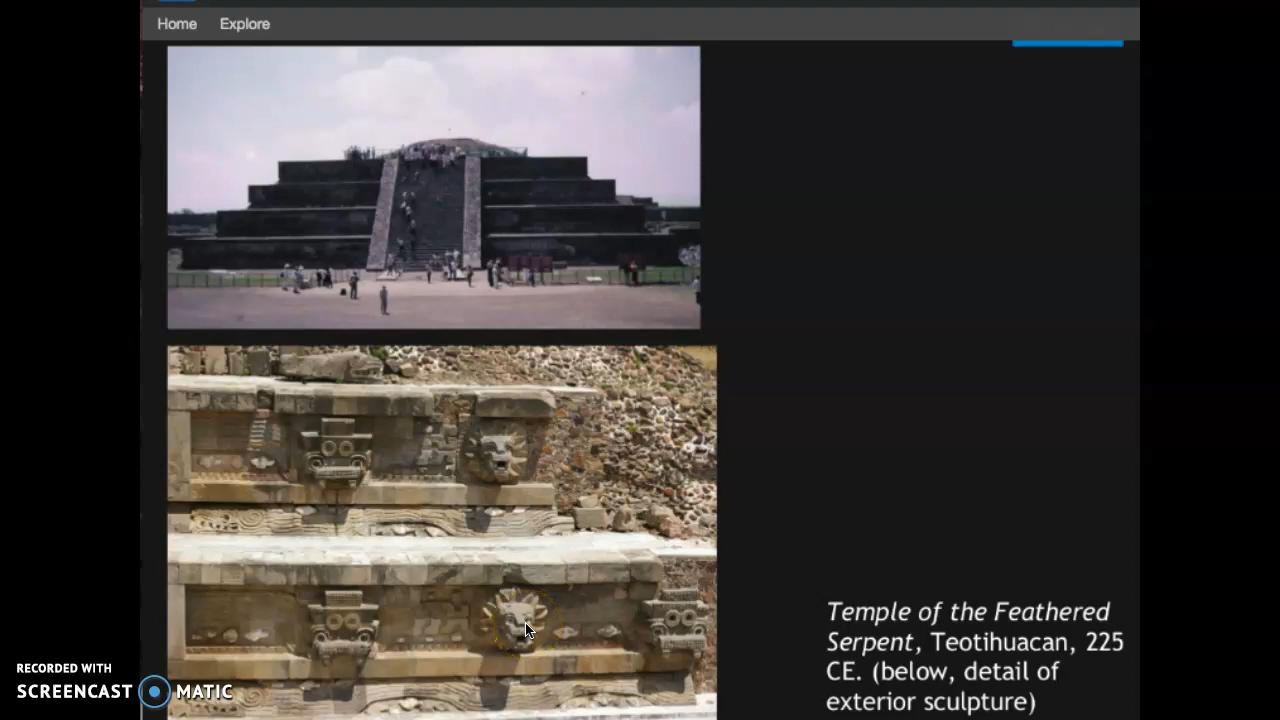 Home Explore
Temple of the Feathered
Serpent, Teotihuacan, 225
CE. (below, detail of
exterior sculpture)
RECORDED WITH
SCREENCAST MATIC